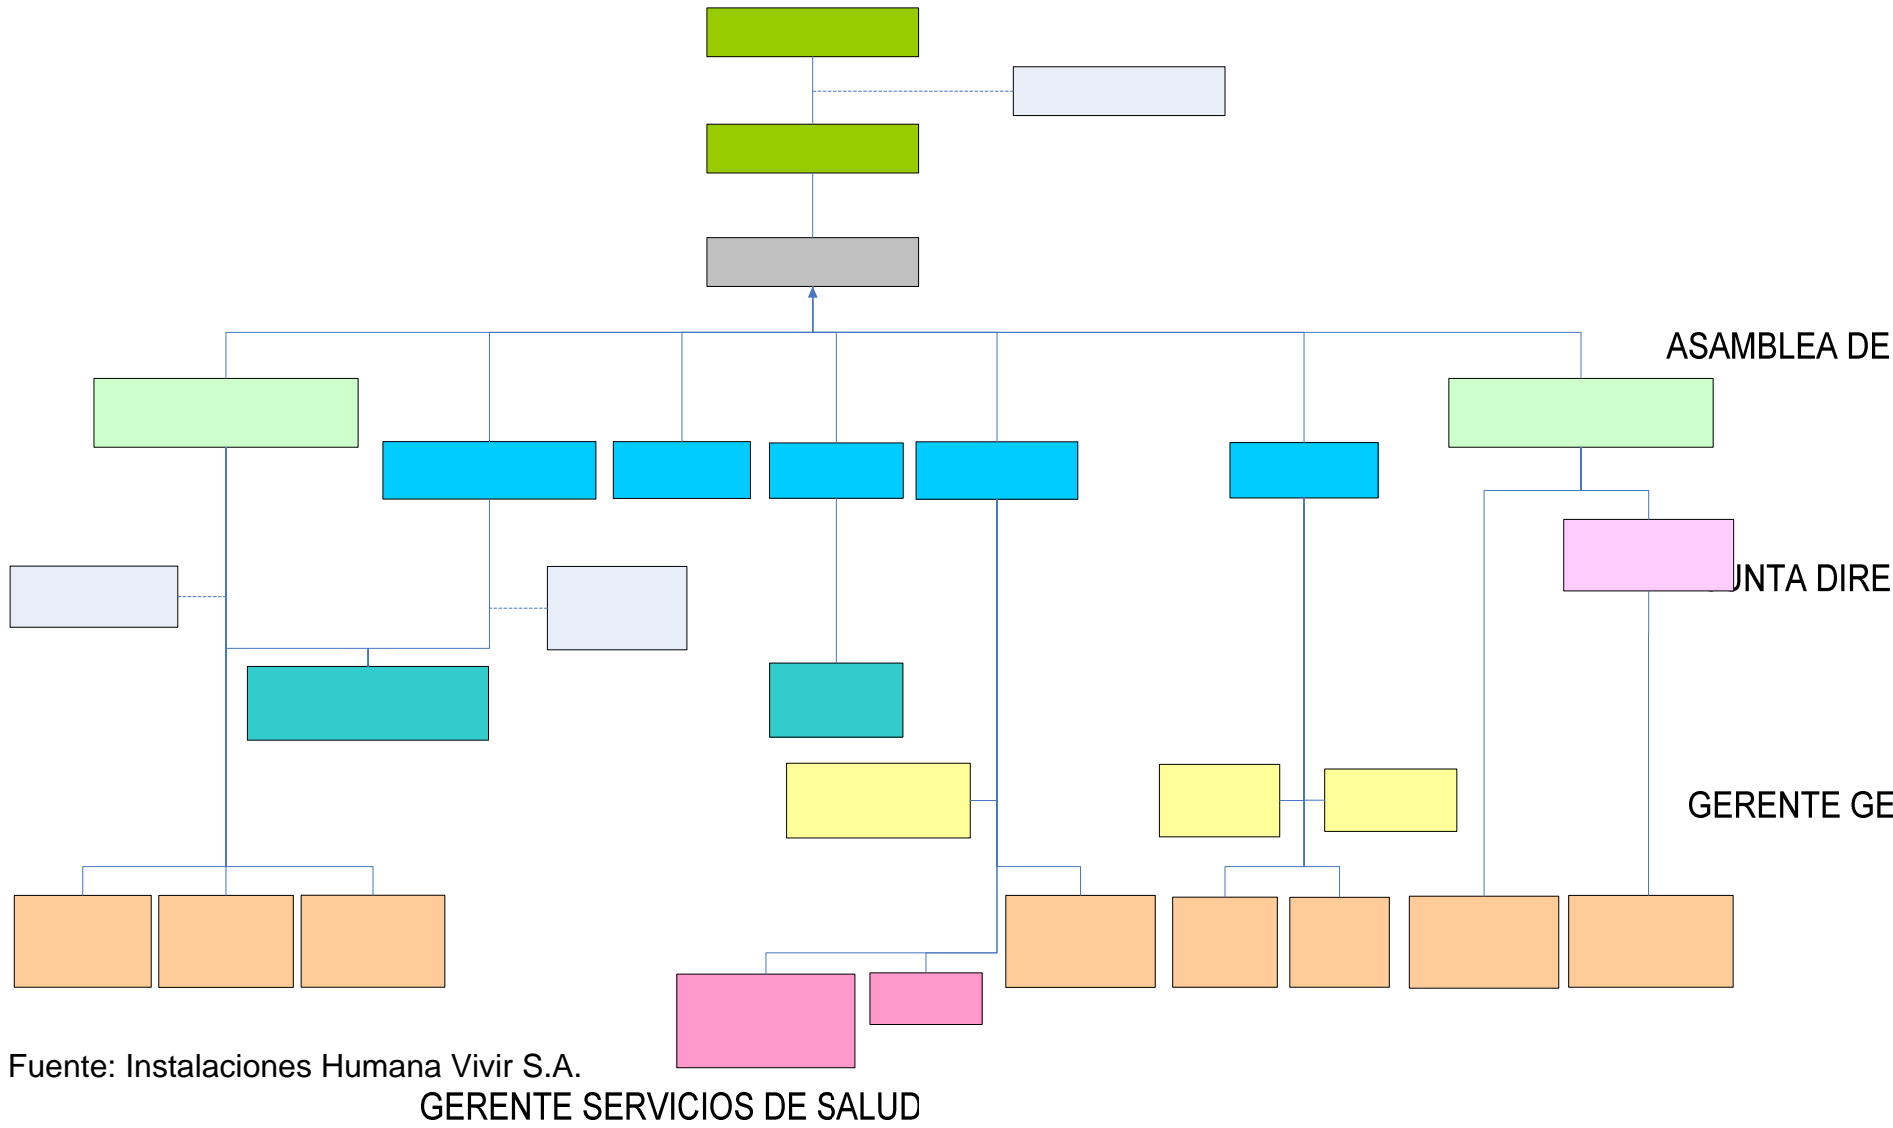 ASAMBLEA DE
UNTA DIRE
GERENTE GE
Fuente: Instalaciones Humana Vivir S.A.
GERENTE SERVICIOS DE SALUD